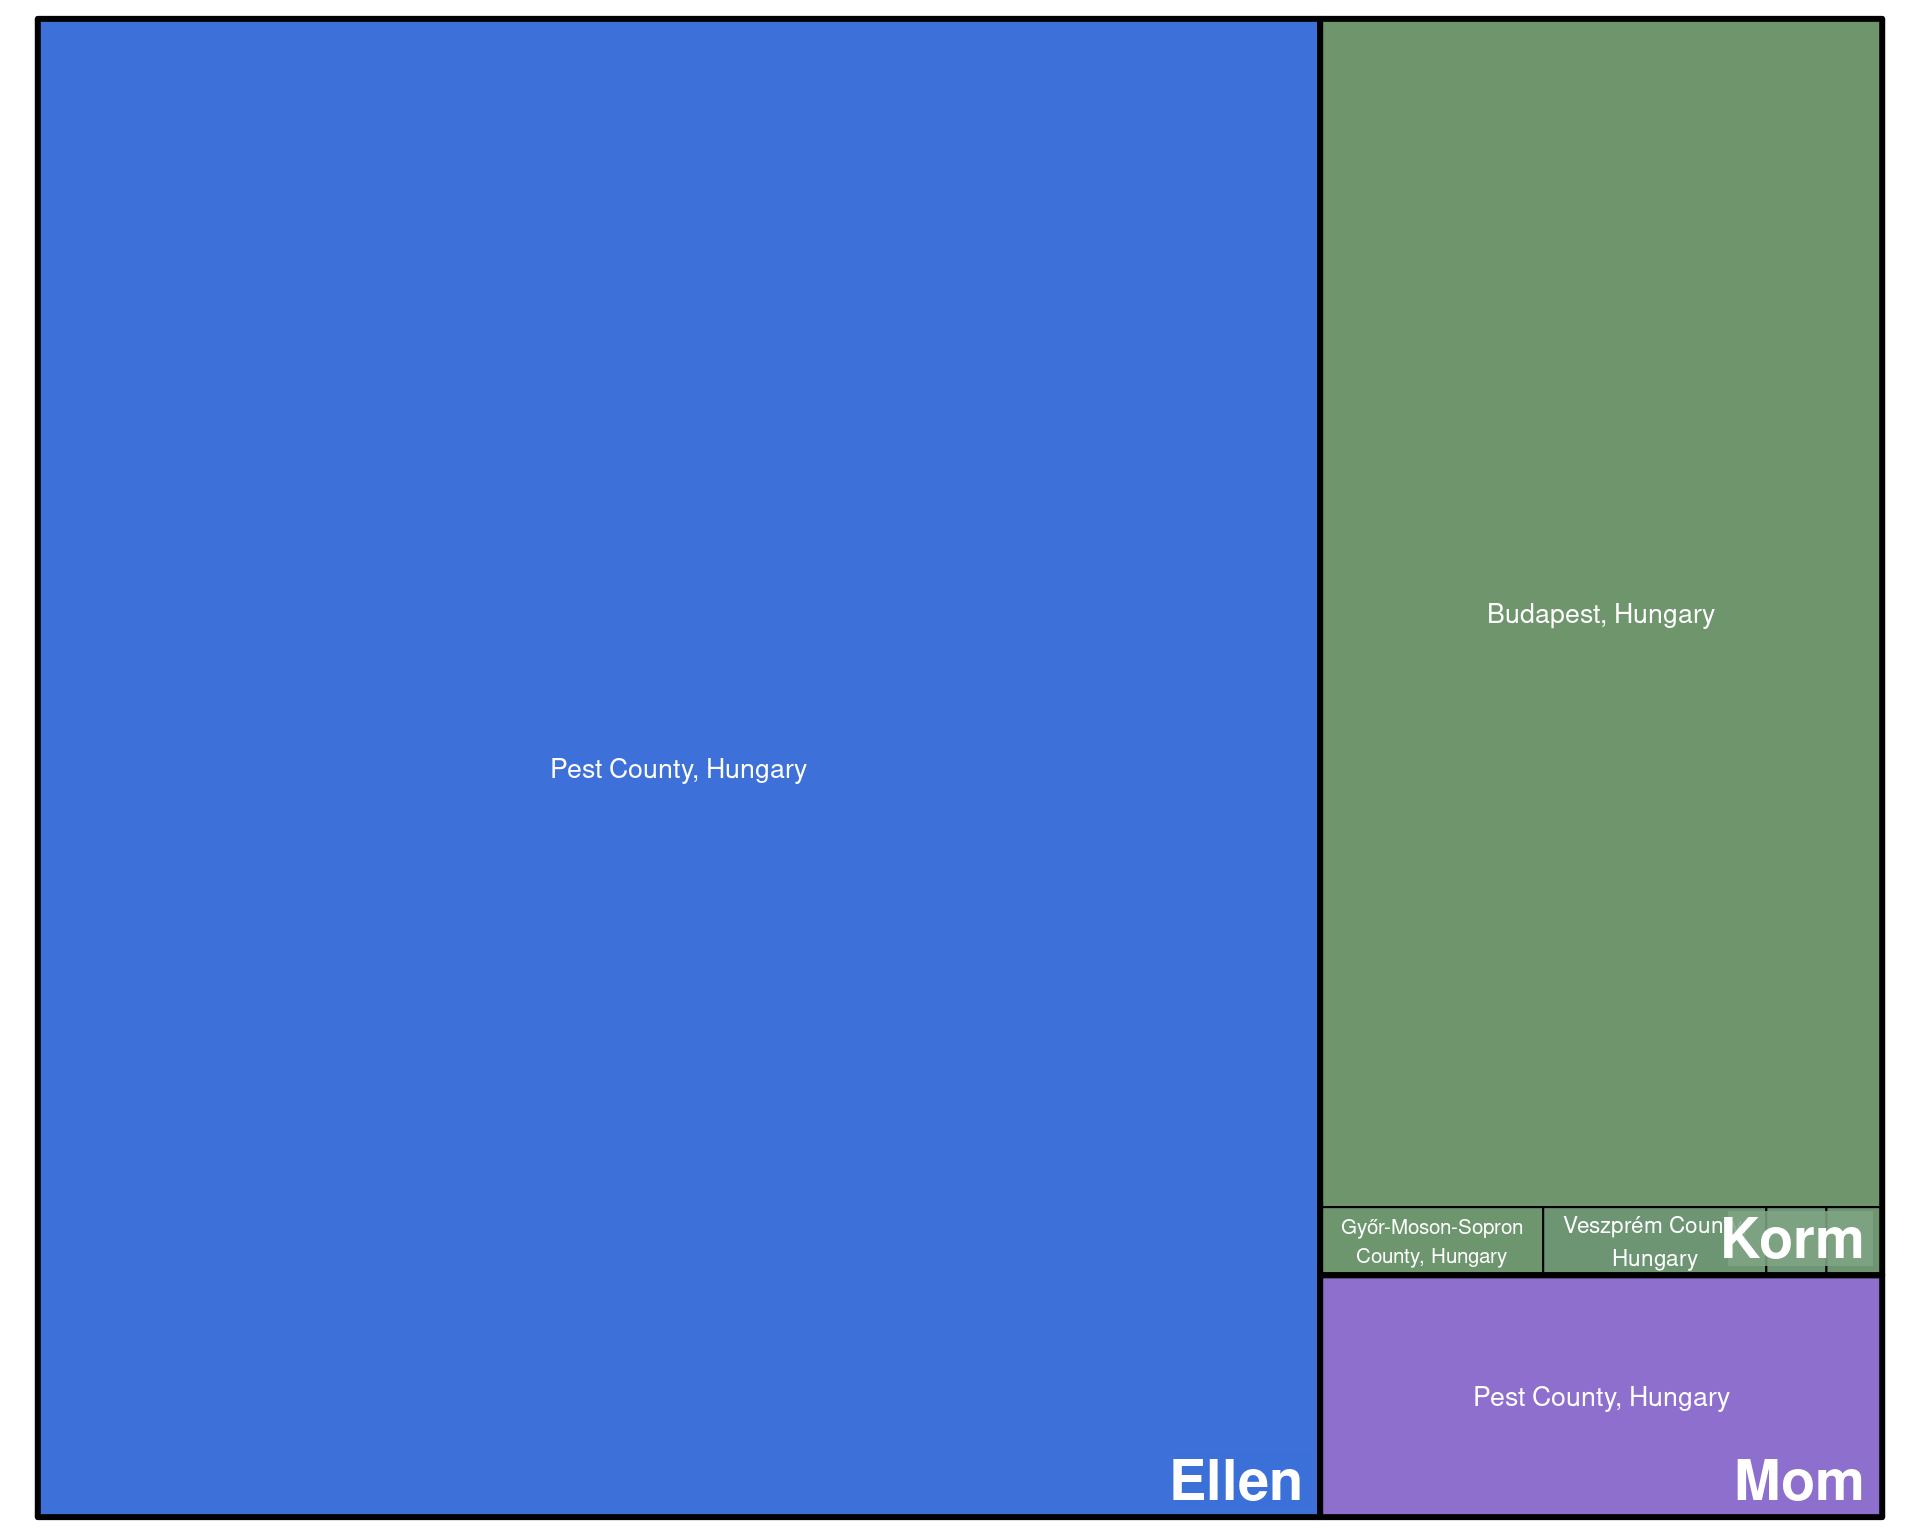 Pest County, Hungary
Ellen
Budapest, Hungary
Győr-Moson-Sopron
County, Hungary
Veszprém Coun
Hungary
Korm
Pest County, Hungary
Mom